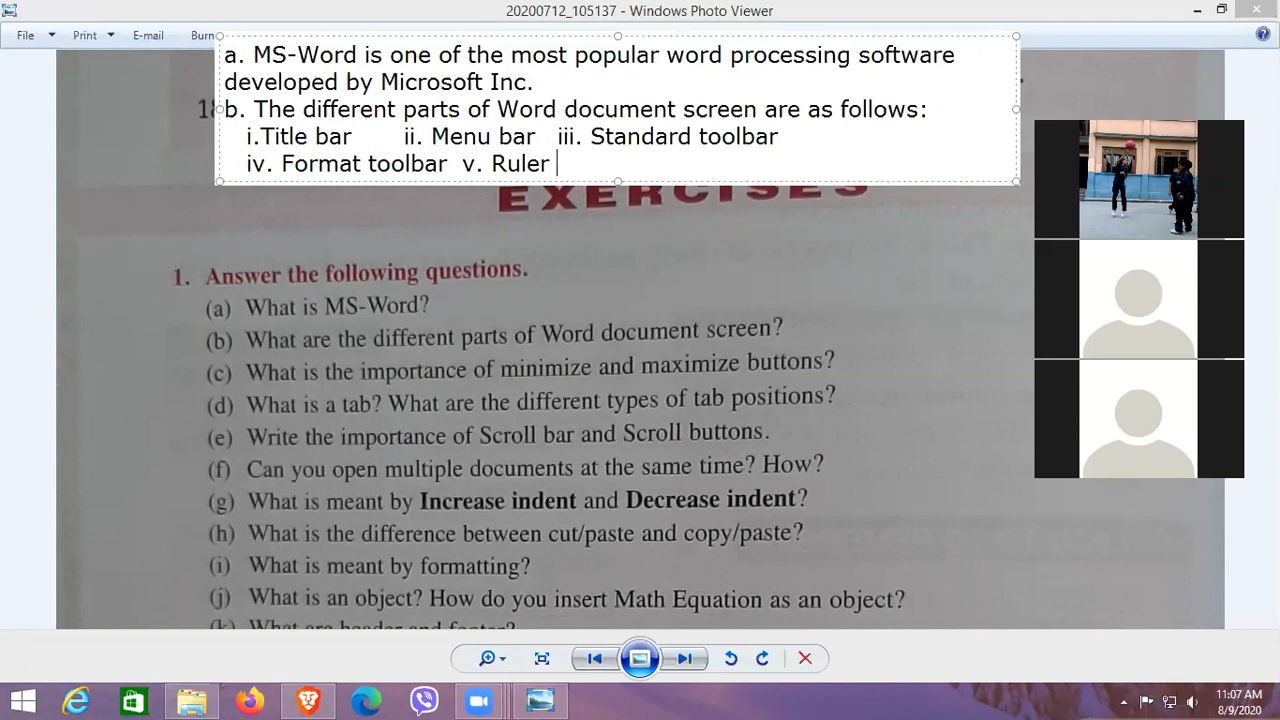 20200712_105137 - Windows Photo Viewer
File Print E-mail Burn
a. MS-Word is one of the most popular word processing software
developed by Microsoft Inc.
b. The different parts of Word document screen are as follows:
i.Title bar ii. Menu bar iii. Standard toolbar
iv. Format toolbar v. Ruler
EXERCISES
1. Answer the following questions.
(a) What is MS-Word?
(b) What are the different parts of Word document screen?
(c) What is the importance of minimize and maximize buttons?
(d) What is a tab? What are the different types of tab positions?
(e) Write the importance of Scroll bar and Scroll buttons.
(f) Can you open multiple documents at the same time? How?
(g) What is meant by Increase indent and Decrease indent?
(h) What is the difference between cut/paste and copy/paste?
(i) What is meant by formatting?
(j) What is an object? How do you insert Math Equation as an object?
(k) What are header and footer?
11:07 AM
8/9/2020